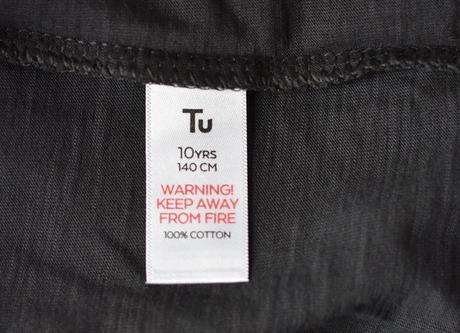 Tu
10YRS
140 CM
WARNING!
KEEP AWAY
FROM FIRE
100% COTTON